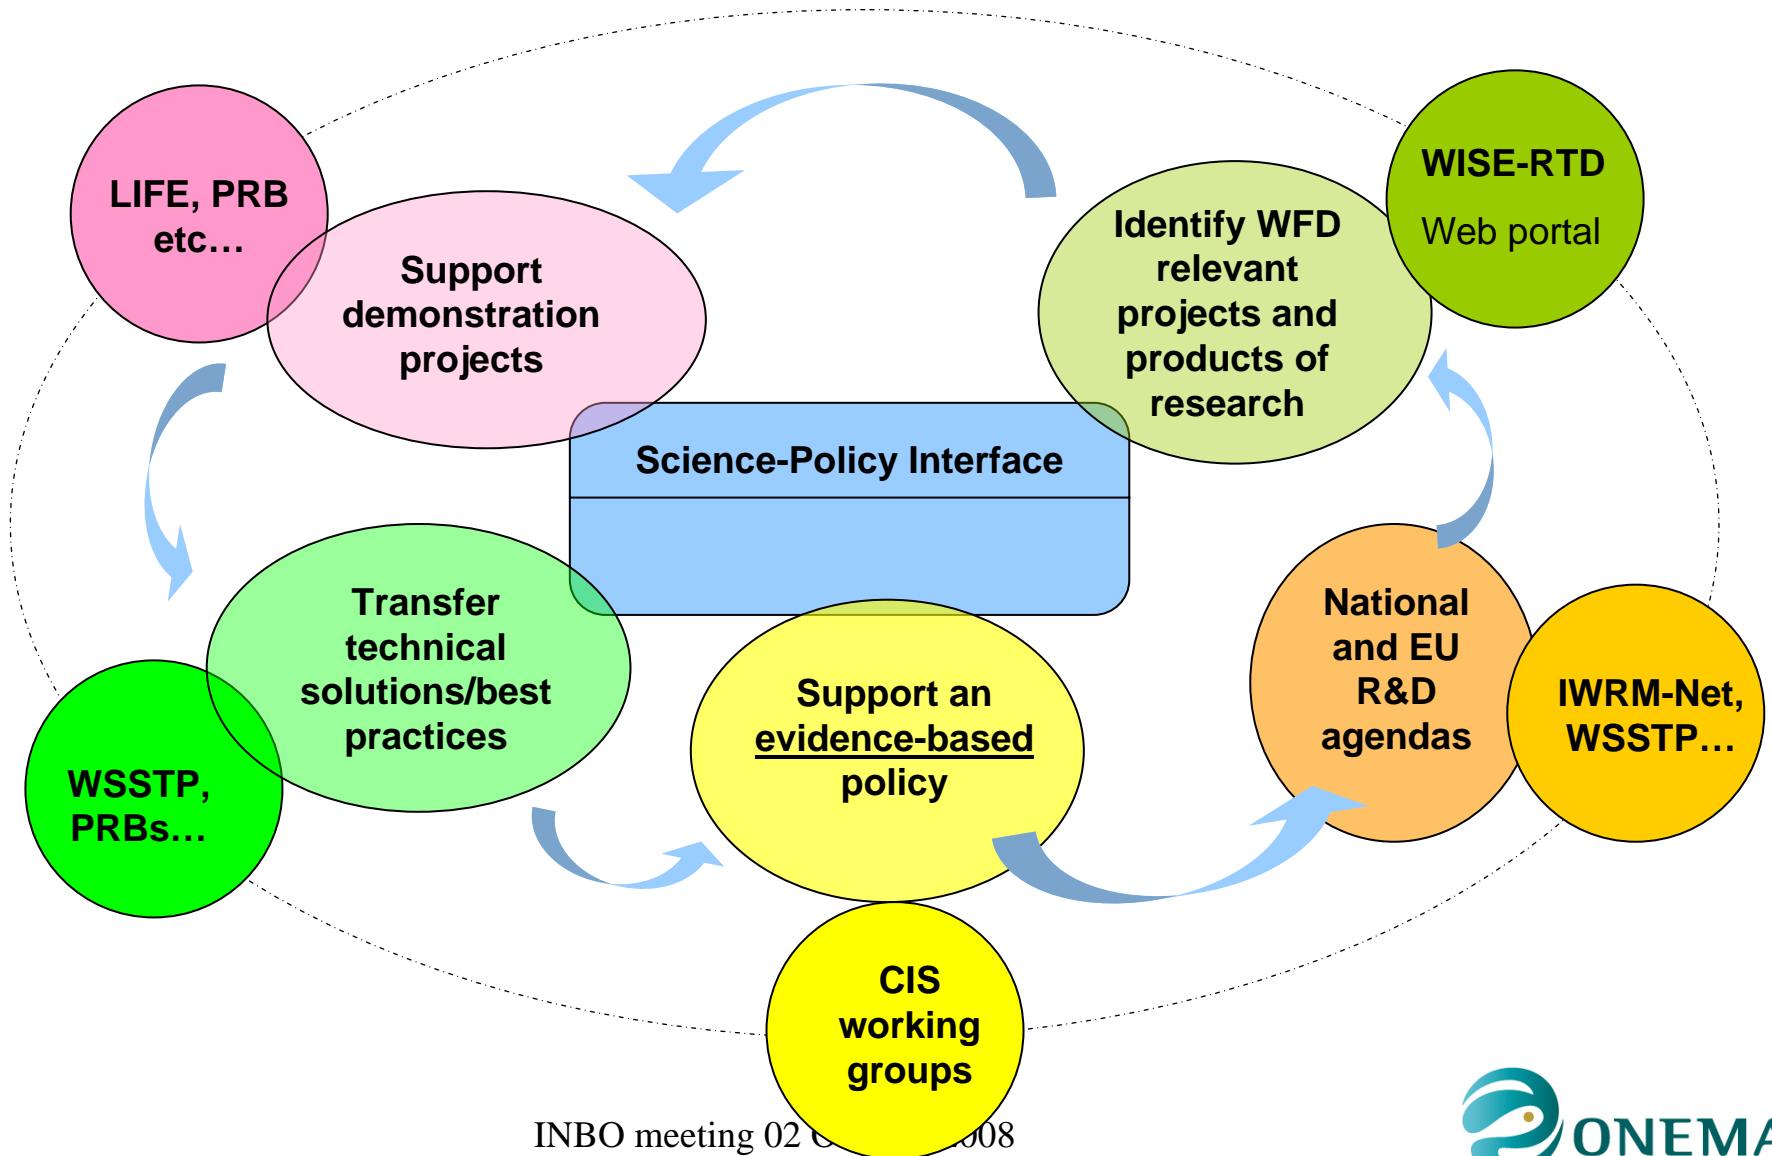 LIFE, PRB
etc…
Support
demonstration
projects
Identify WFD
relevant
projects and
products of
research
WISE-RTD
Web portal
Science-Policy Interface
Transfer
technical
solutions/best
practices
WSSTP,
PRBs…
Support an
evidence-based
policy
National
and EU
R&D
agendas
IWRM-Net,
WSSTP…
CIS
working
groups
INBO meeting 02 08
ONEMA